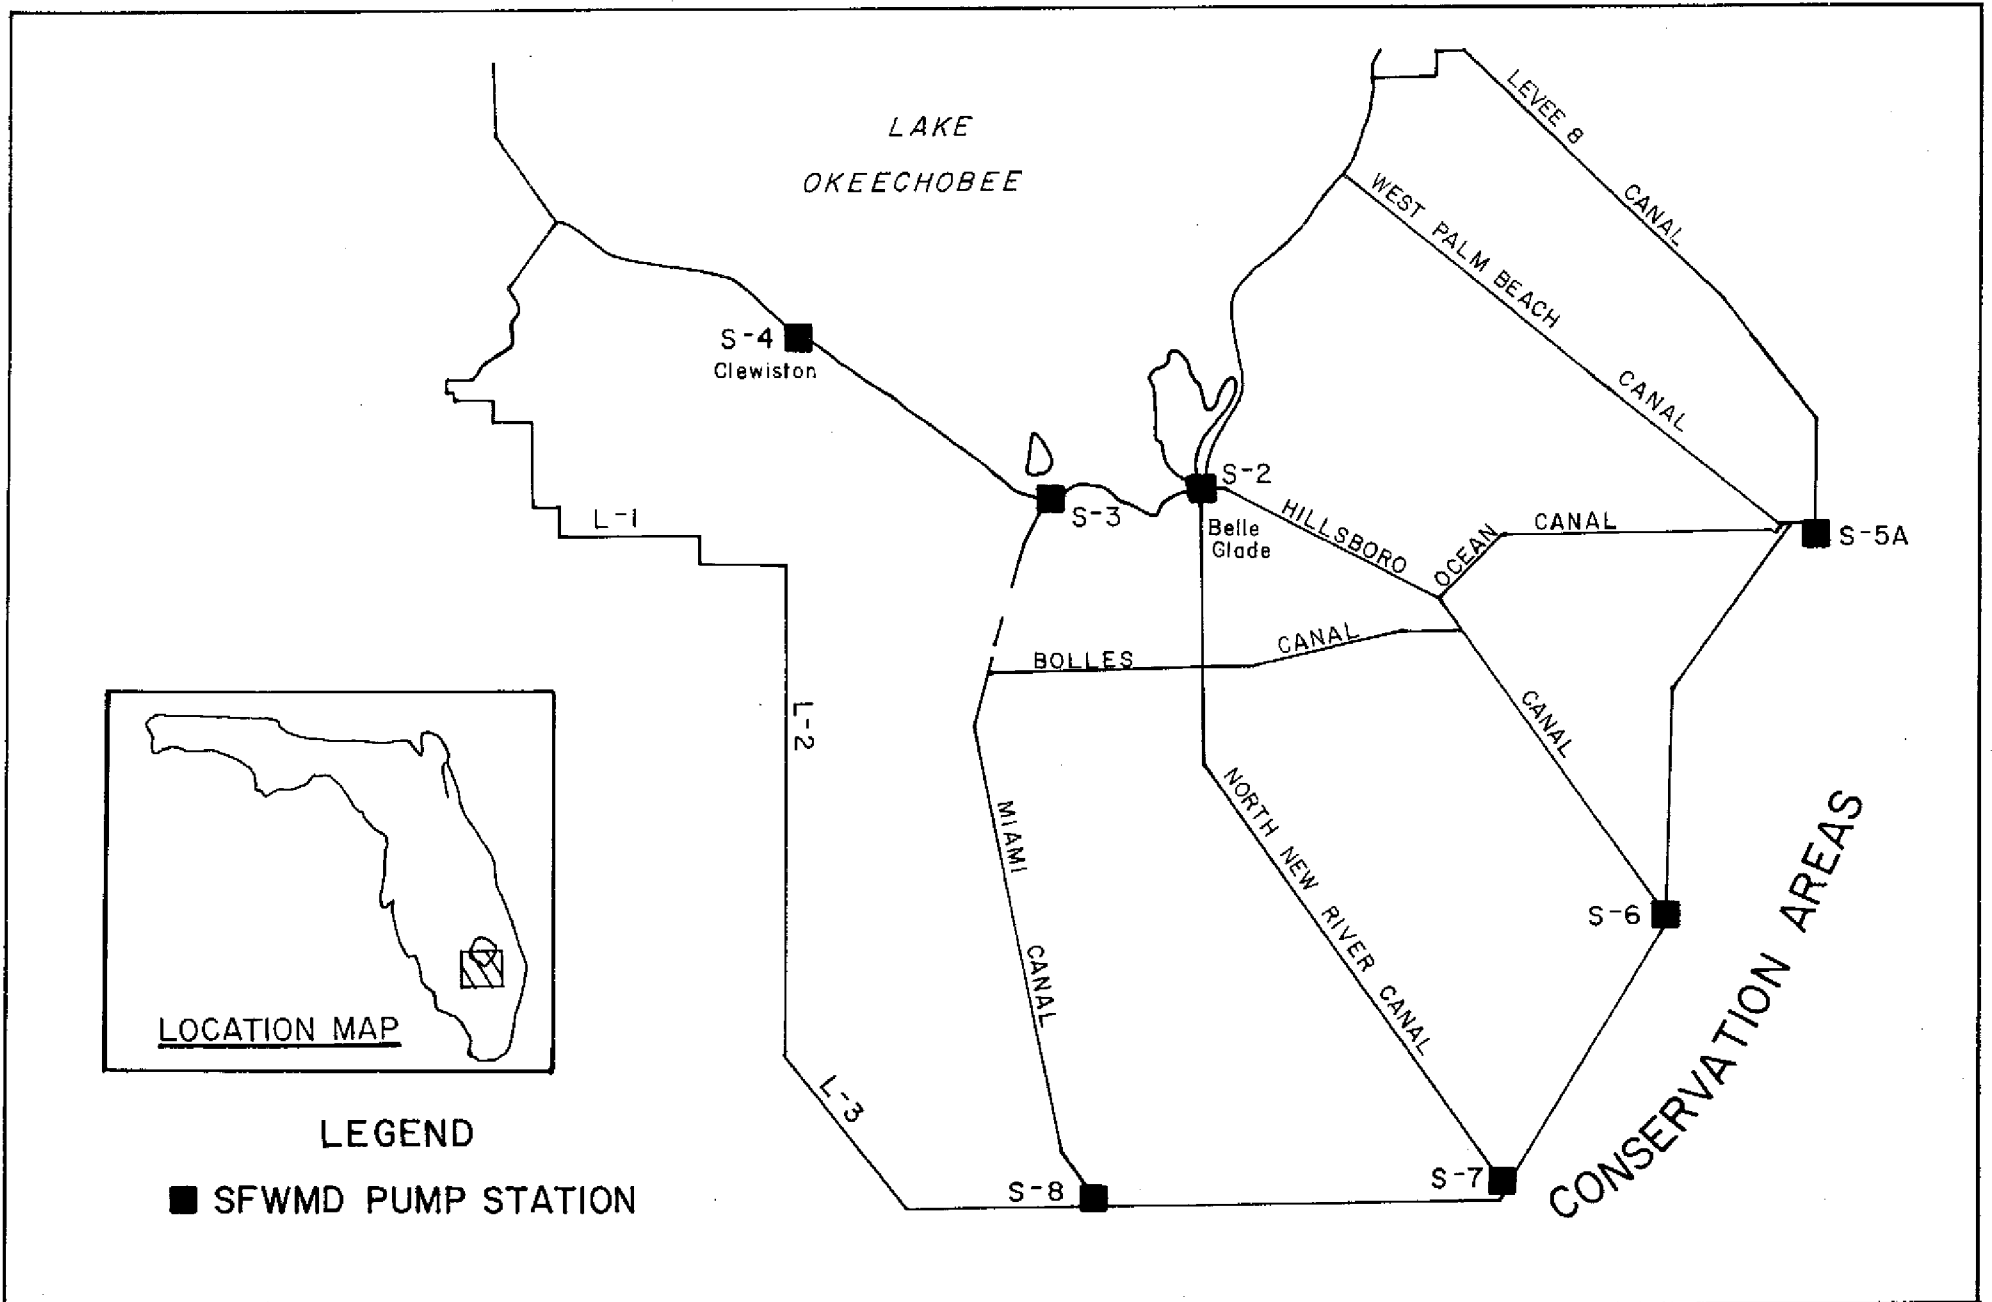 LAKE
OKEECHOBEE
LEVEE 8 CANAL
WEST PALM BEACH CANAL
S-4
Clewiston
S-3
S-2
Belle
Glade
HILLSBORO CANAL
OCEAN CANAL
S-5A
L-1
BOLLES CANAL
L-2
MIAMI CANAL
NORTH NEW RIVER CANAL
S-6
CONSERVATION AREAS
LOCATION MAP
L-3
S-8
S-7
LEGEND
SFWMD PUMP STATION